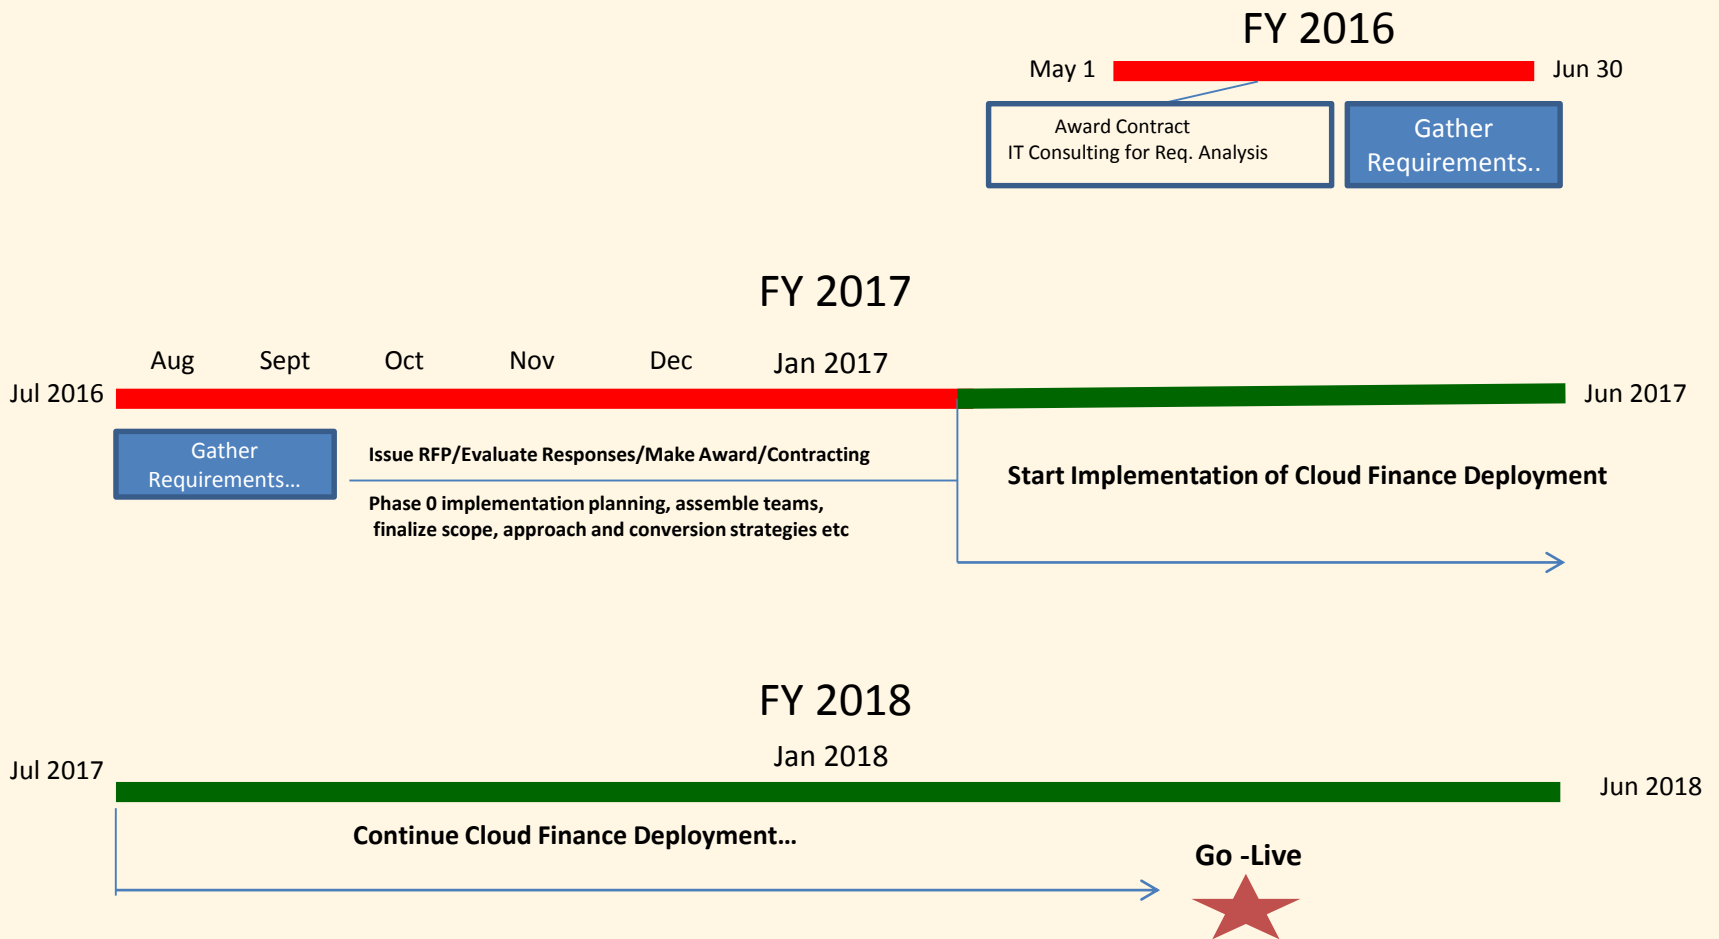 FY 2016
May 1
Jun 30
Award Contract
IT Consulting for Req. Analysis
Gather
Requirements..
FY 2017
Aug
Sept
Oct
Nov
Dec
Jan 2017
Jul 2016
Jun 2017
Gather
Requirements...
Issue RFP/Evaluate Responses/Make Award/Contracting
Phase 0 implementation planning, assemble teams,
finalize scope, approach and conversion strategies etc
Start Implementation of Cloud Finance Deployment
FY 2018
Jan 2018
Jul 2017
Jun 2018
Continue Cloud Finance Deployment...
Go -Live